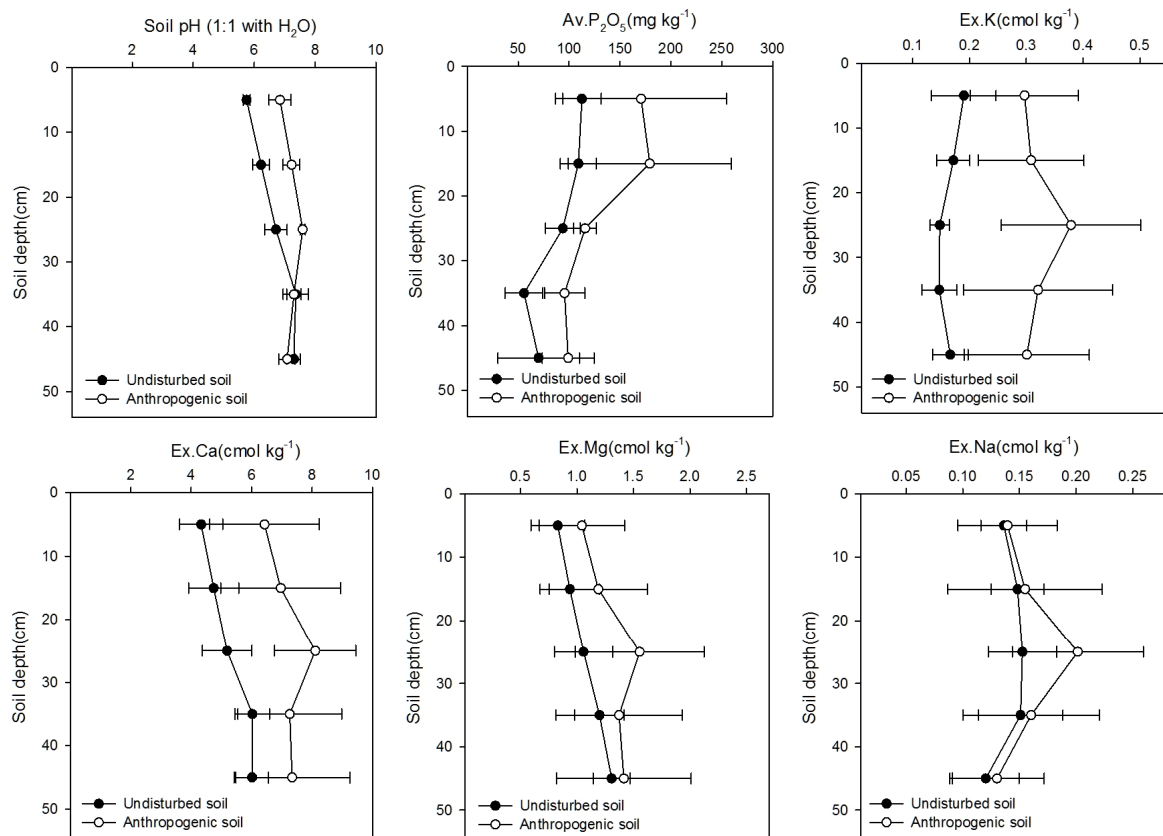 Soil pH (1:1 with H₂O)
2 4 6 8 10
0
10
20
30
40
50
Soil depth(cm)
Undisturbed soil
Anthropogenic soil
Av.P₂O₅(mg kg⁻¹)
50 100 150 200 250 300
0
10
20
30
40
50
Soil depth(cm)
Undisturbed soil
Anthropogenic soil
Ex.K(cmol kg⁻¹)
0.1 0.2 0.3 0.4 0.5
0
10
20
30
40
50
Soil depth(cm)
Undisturbed soil
Anthropogenic soil
Ex.Ca(cmol kg⁻¹)
2 4 6 8 10
0
10
20
30
40
50
Soil depth(cm)
Undisturbed soil
Anthropogenic soil
Ex.Mg(cmol kg⁻¹)
0.5 1.0 1.5 2.0 2.5
0
10
20
30
40
50
Soil depth(cm)
Undisturbed soil
Anthropogenic soil
Ex.Na(cmol kg⁻¹)
0.05 0.10 0.15 0.20 0.25
0
10
20
30
40
50
Soil depth(cm)
Undisturbed soil
Anthropogenic soil